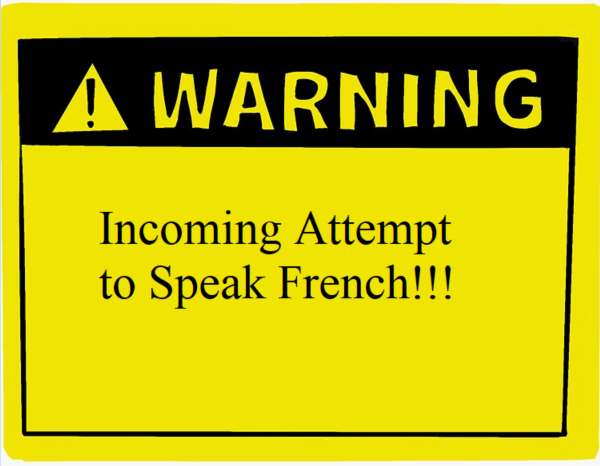 WARNING
Incoming Attempt
to Speak French!!!